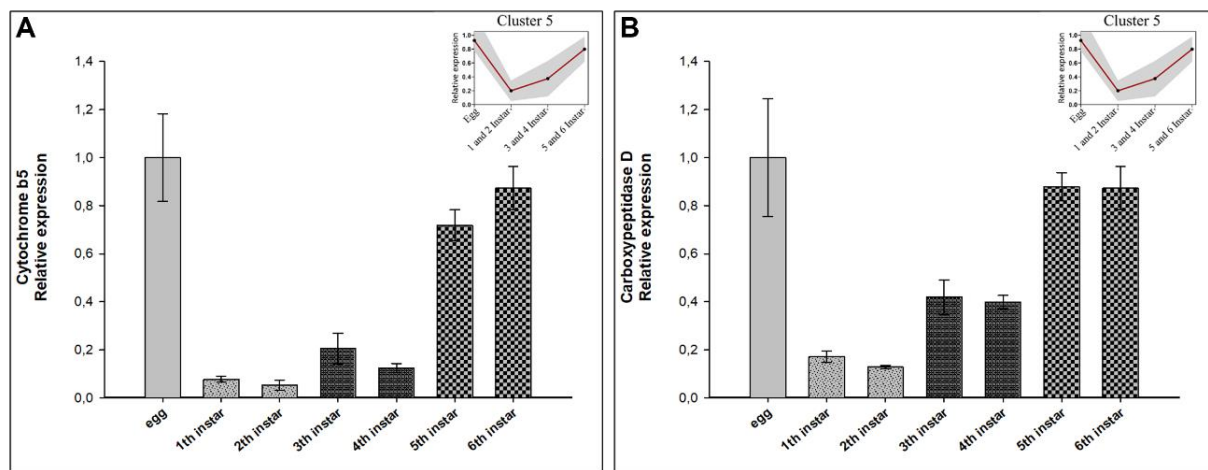 A
Cluster 5
Relative expression
1.0
0.8
0.6
0.4
0.2
0.0
Egg
1 and 2 Instar
3 and 4 Instar
5 and 6 Instar
Cytochrome b5
Relative expression
1,4
1,2
1,0
0,8
0,6
0,4
0,2
0,0
egg
1th instar
2th instar
3th instar
4th instar
5th instar
6th instar
B
Cluster 5
Relative expression
1.0
0.8
0.6
0.4
0.2
0.0
Egg
1 and 2 Instar
3 and 4 Instar
5 and 6 Instar
Carboxypeptidase D
Relative expression
1,4
1,2
1,0
0,8
0,6
0,4
0,2
0,0
egg
1th instar
2th instar
3th instar
4th instar
5th instar
6th instar